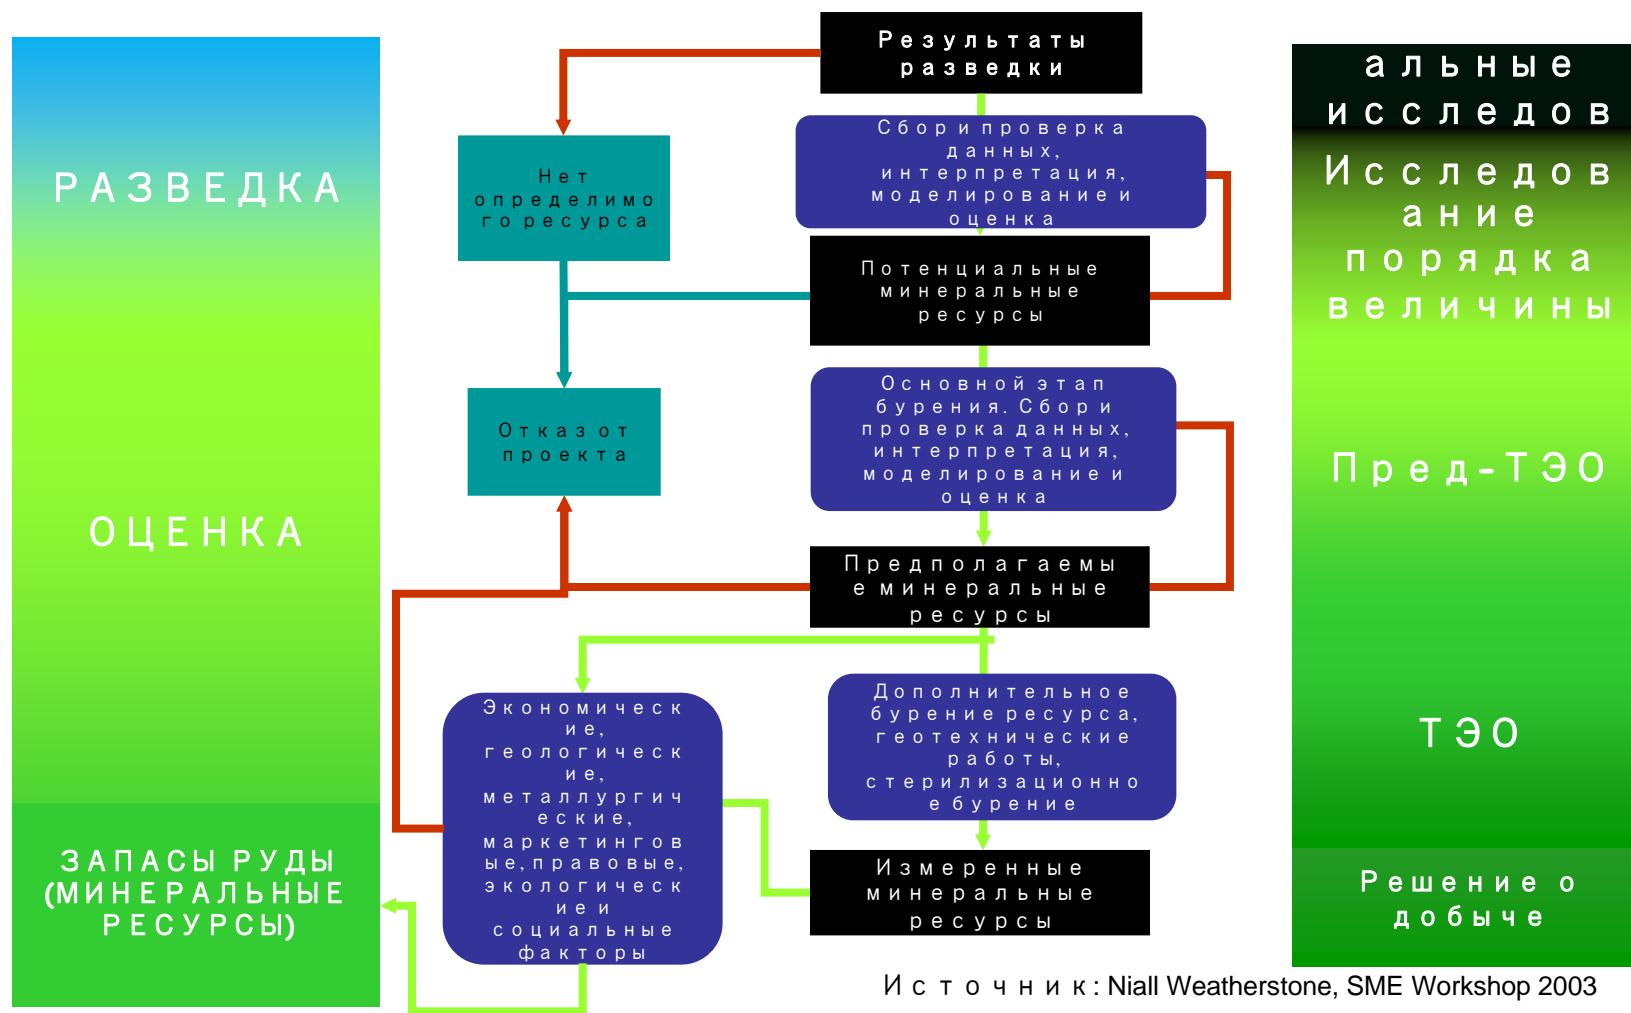 РАЗВЕДКА
ОЦЕНКА
ЗАПАСЫ РУДЫ
(МИНЕРАЛЬНЫЕ
РЕСУРСЫ)
Результаты
разведки
Сбор и проверка
данных,
интерпретация,
моделирование и
оценка
Нет
определимо
го ресурса
Потенциальные
минеральные
ресурсы
Основной этап
бурения. Сбор и
проверка данных,
интерпретация,
моделирование и
оценка
Отказ от
проекта
Предполагаемы
е минеральные
ресурсы
Экономическ
ие,
геологическ
ие,
металлургич
еские,
маркетингов
ые, правовые,
экологическ
ие и
социальные
факторы
Дополнительное
бурение ресурса,
геотехнические
работы,
стерилизационно
е бурение
Измеренные
минеральные
ресурсы
альные
исследов
Исследов
ание
порядка
величины
Пред-ТЭО
ТЭО
Решение о
добыче
Источник: Niall Weatherstone, SME Workshop 2003